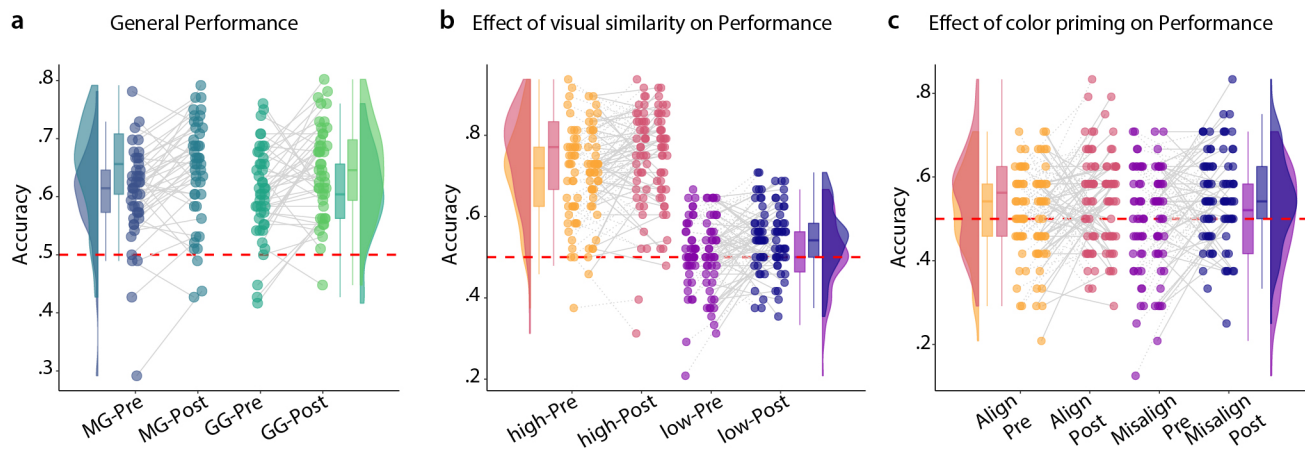 a General Performance
Accuracy
.8
.7
.6
.5
.4
.3
MG-Pre
MG-Post
GG-Pre
GG-Post
b Effect of visual similarity on Performance
Accuracy
.8
.6
.4
.2
high-Pre
high-Post
low-Pre
low-Post
c Effect of color priming on Performance
Accuracy
.8
.6
.4
.2
Align
Pre
Align
Post
Misalign
Pre
Misalign
Post